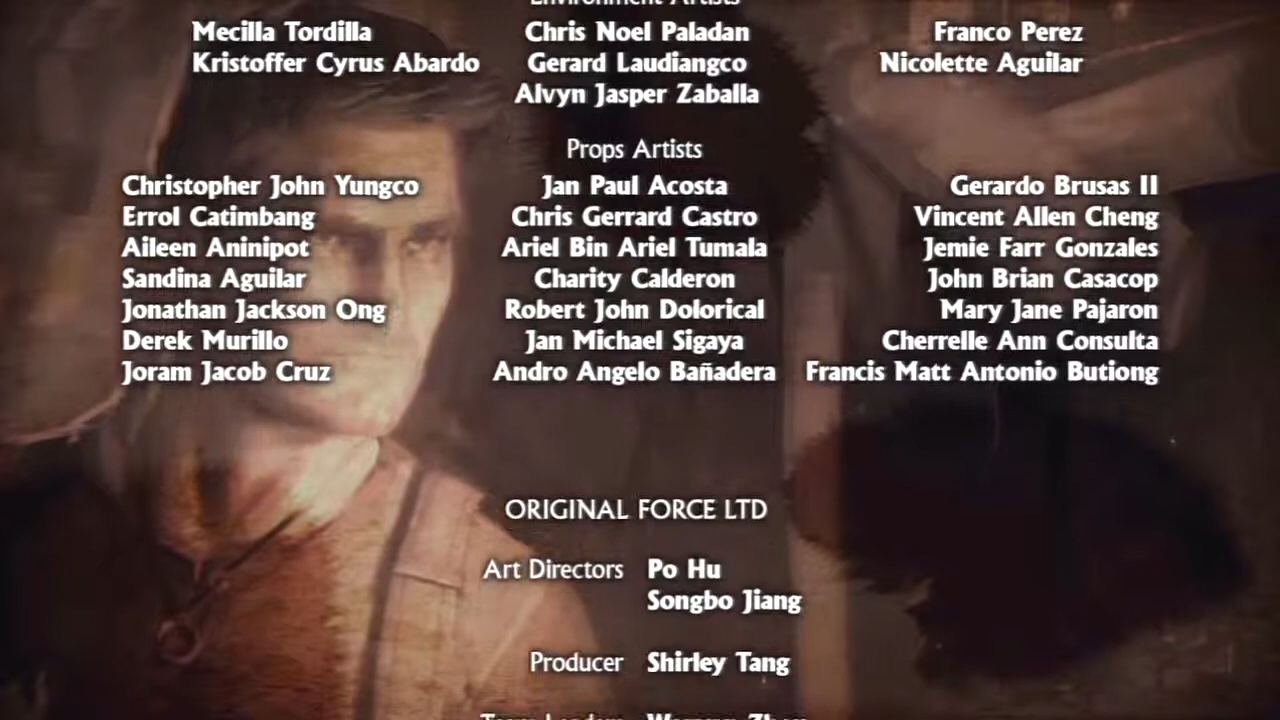 Environment Artists
Mecilla Tordilla Chris Noel Paladan Franco Perez
Kristoffer Cyrus Abardo Gerard Laudiangco Nicolette Aguilar
Alvyn Jasper Zaballa
Props Artists
Christopher John Yungco Jan Paul Acosta Gerardo Brusas II
Errol Catimbang Chris Gerrard Castro Vincent Allen Cheng
Aileen Aninipot Ariel Bin Ariel Tumala Jemie Farr Gonzales
Sandina Aguilar Charity Calderon John Brian Casacop
Jonathan Jackson Ong Robert John Dolorical Mary Jane Pajaron
Derek Murillo Jan Michael Sigaya Cherrelle Ann Consulta
Joram Jacob Cruz Andro Angelo Bañadera Francis Matt Antonio Butiong
ORIGINAL FORCE LTD
Art Directors Po Hu
Songbo Jiang
Producer Shirley Tang